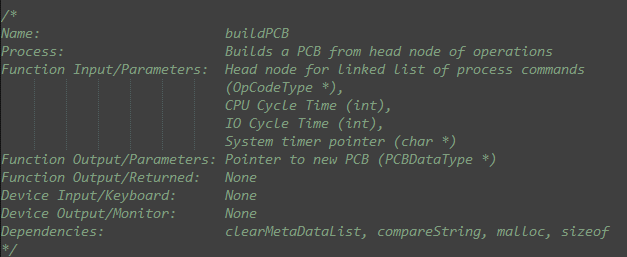 /*
Name: buildPCB
Process: Builds a PCB from head node of operations
Function Input/Parameters: Head node for linked list of process commands
(OpCodeType *),
CPU Cycle Time (int),
IO Cycle Time (int),
System timer pointer (char *)
Function Output/Parameters: Pointer to new PCB (PCBDataType *)
Function Output/Returned: None
Device Input/Keyboard: None
Device Output/Monitor: None
Dependencies: clearMetaDataList, compareString, malloc, sizeof
*/